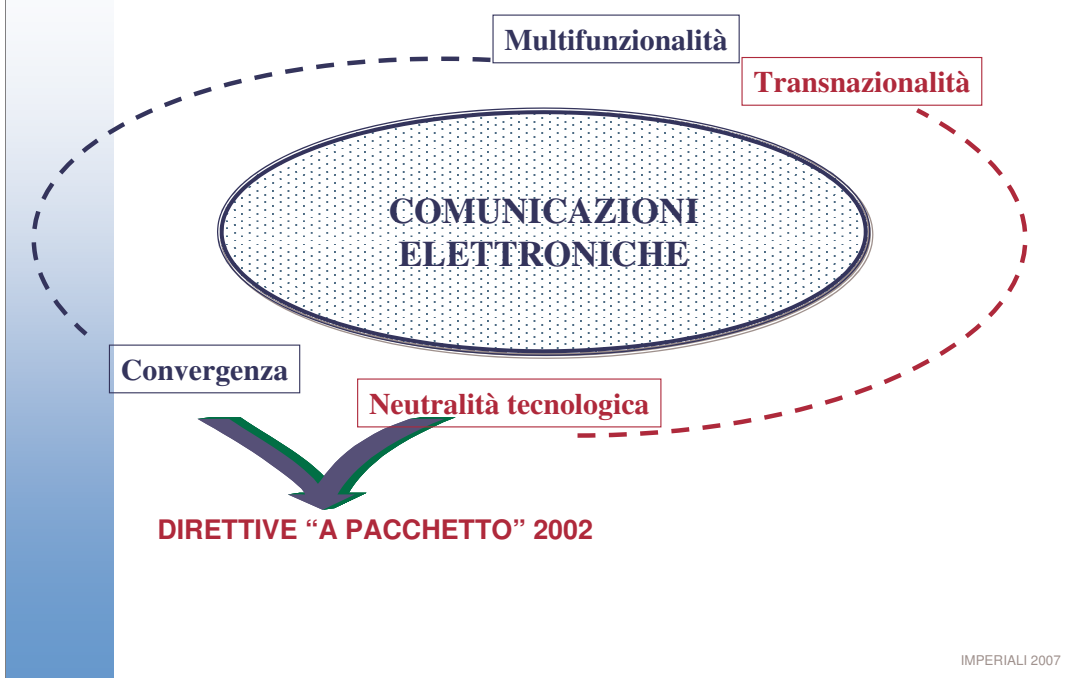 Multifunzionalità
Transnazionalità
COMUNICAZIONI
ELETTRONICHE
Convergenza
Neutralità tecnologica
DIRETTIVE “A PACCHETTO” 2002
IMPERIALI 2007